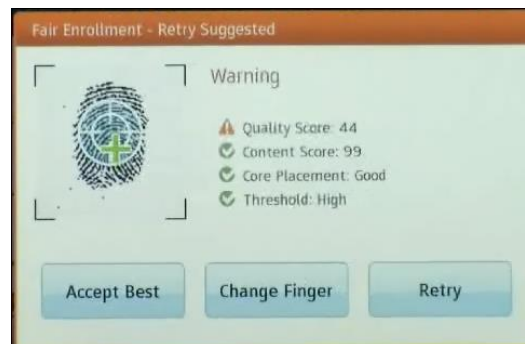 Fair Enrollment - Retry Suggested
Warning
Quality Score: 44
Content Score: 99
Core Placement: Good
Threshold: High
Accept Best
Change Finger
Retry